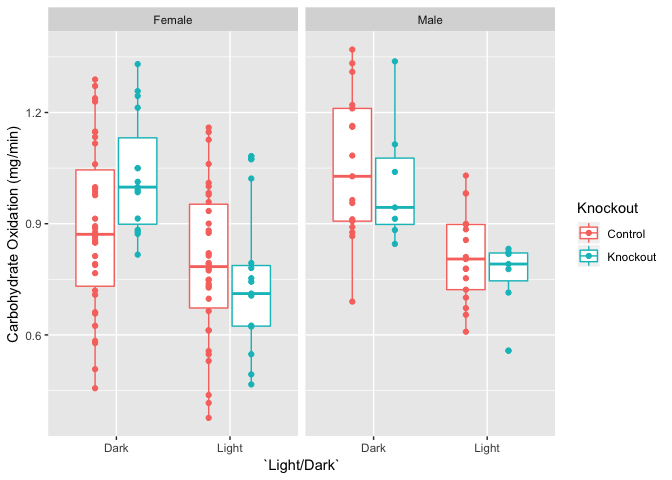 Female
Male
Carbohydrate Oxidation (mg/min)
1.2
0.9
0.6
Dark
Light
Dark
Light
`Light/Dark`
Knockout
Control
Knockout